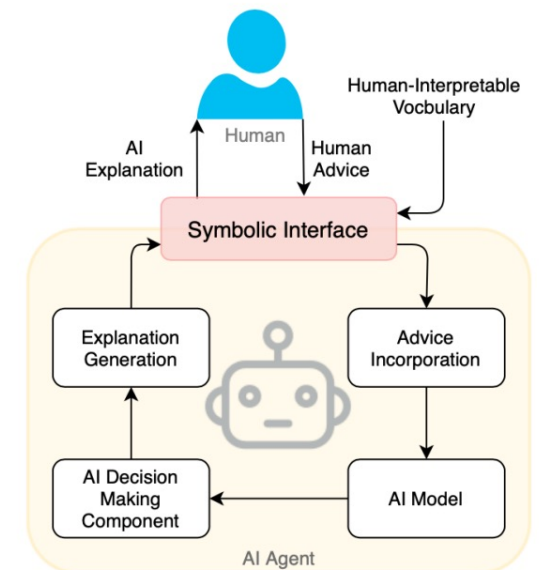 Human-Interpretable
Vocbulary
Human
AI
Explanation
Human
Advice
Symbolic Interface
Explanation
Generation
Advice
Incorporation
AI Decision
Making
Component
AI Model
AI Agent